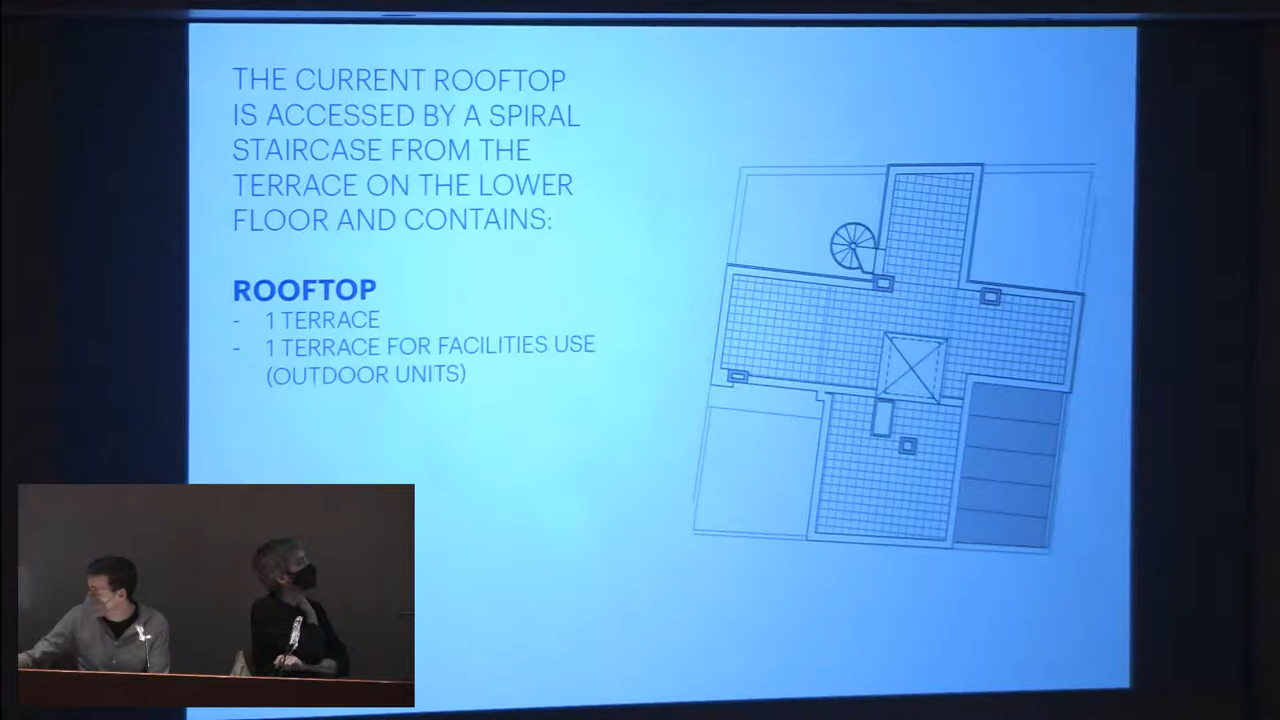 THE CURRENT ROOFTOP
IS ACCESSED BY A SPIRAL
STAIRCASE FROM THE
TERRACE ON THE LOWER
FLOOR AND CONTAINS:
ROOFTOP
- 1 TERRACE
- 1 TERRACE FOR FACILITIES USE
(OUTDOOR UNITS)